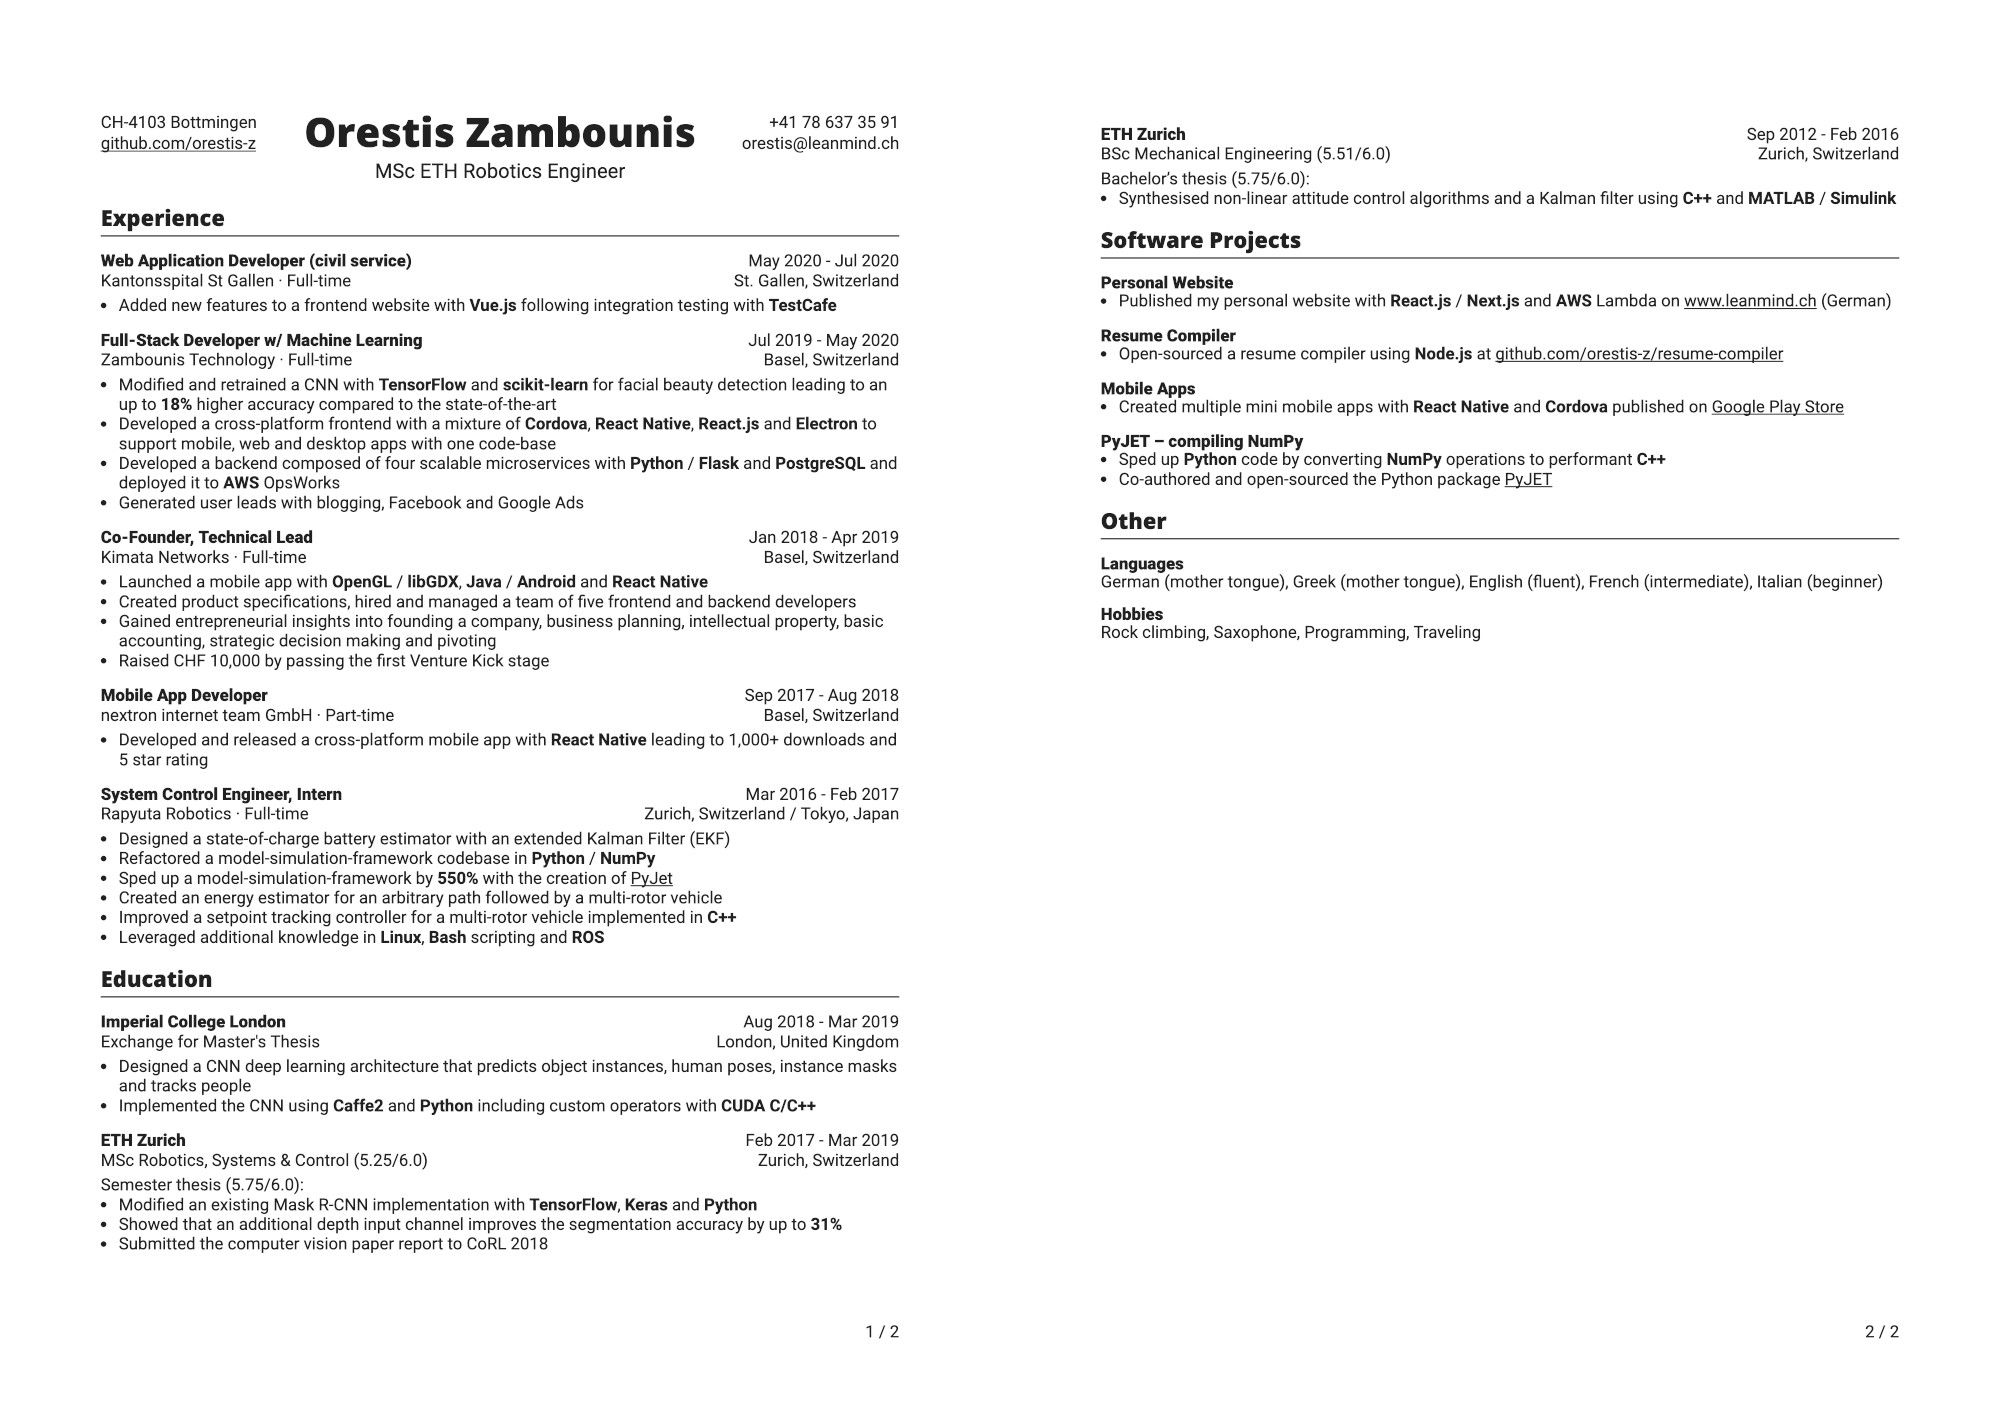 CH-4103 Bottmingen
github.com/orestis-z
Orestis Zambounis
MSc ETH Robotics Engineer
+41 78 637 35 91
orestis@leanmind.ch
Experience
Web Application Developer (civil service) May 2020 - Jul 2020
Kantonsspital St Gallen · Full-time St. Gallen, Switzerland
• Added new features to a frontend website with Vue.js following integration testing with TestCafe
Full-Stack Developer w/ Machine Learning Jul 2019 - May 2020
Zambounis Technology · Full-time Basel, Switzerland
• Modified and retrained a CNN with TensorFlow and scikit-learn for facial beauty detection leading to an
up to 18% higher accuracy compared to the state-of-the-art
• Developed a cross-platform frontend with a mixture of Cordova, React Native, React.js and Electron to
support mobile, web and desktop apps with one code-base
• Developed a backend composed of four scalable microservices with Python / Flask and PostgreSQL and
deployed it to AWS OpsWorks
• Generated user leads with blogging, Facebook and Google Ads
Co-Founder, Technical Lead Jan 2018 - Apr 2019
Kimata Networks · Full-time Basel, Switzerland
• Launched a mobile app with OpenGL / libGDX, Java / Android and React Native
• Created product specifications, hired and managed a team of five frontend and backend developers
• Gained entrepreneurial insights into founding a company, business planning, intellectual property, basic
accounting, strategic decision making and pivoting
• Raised CHF 10,000 by passing the first Venture Kick stage
Mobile App Developer Sep 2017 - Aug 2018
nextron internet team GmbH · Part-time Basel, Switzerland
• Developed and released a cross-platform mobile app with React Native leading to 1,000+ downloads and
5 star rating
System Control Engineer, Intern Mar 2016 - Feb 2017
Rapyuta Robotics · Full-time Zurich, Switzerland / Tokyo, Japan
• Designed a state-of-charge battery estimator with an extended Kalman Filter (EKF)
• Refactored a model-simulation-framework codebase in Python / NumPy
• Sped up a model-simulation-framework by 550% with the creation of PyJet
• Created an energy estimator for an arbitrary path followed by a multi-rotor vehicle
• Improved a setpoint tracking controller for a multi-rotor vehicle implemented in C++
• Leveraged additional knowledge in Linux, Bash scripting and ROS
Education
Imperial College London Aug 2018 - Mar 2019
Exchange for Master's Thesis London, United Kingdom
• Designed a CNN deep learning architecture that predicts object instances, human poses, instance masks
and tracks people
• Implemented the CNN using Caffe2 and Python including custom operators with CUDA C/C++
ETH Zurich Feb 2017 - Mar 2019
MSc Robotics, Systems & Control (5.25/6.0) Zurich, Switzerland
Semester thesis (5.75/6.0):
• Modified an existing Mask R-CNN implementation with TensorFlow, Keras and Python
• Showed that an additional depth input channel improves the segmentation accuracy by up to 31%
• Submitted the computer vision paper report to CoRL 2018
1 / 2
ETH Zurich Sep 2012 - Feb 2016
BSc Mechanical Engineering (5.51/6.0) Zurich, Switzerland
Bachelor’s thesis (5.75/6.0):
• Synthesised non-linear attitude control algorithms and a Kalman filter using C++ and MATLAB / Simulink
Software Projects
Personal Website
• Published my personal website with React.js / Next.js and AWS Lambda on www.leanmind.ch (German)
Resume Compiler
• Open-sourced a resume compiler using Node.js at github.com/orestis-z/resume-compiler
Mobile Apps
• Created multiple mini mobile apps with React Native and Cordova published on Google Play Store
PyJET – compiling NumPy
• Sped up Python code by converting NumPy operations to performant C++
• Co-authored and open-sourced the Python package PyJET
Other
Languages
German (mother tongue), Greek (mother tongue), English (fluent), French (intermediate), Italian (beginner)
Hobbies
Rock climbing, Saxophone, Programming, Traveling
2 / 2